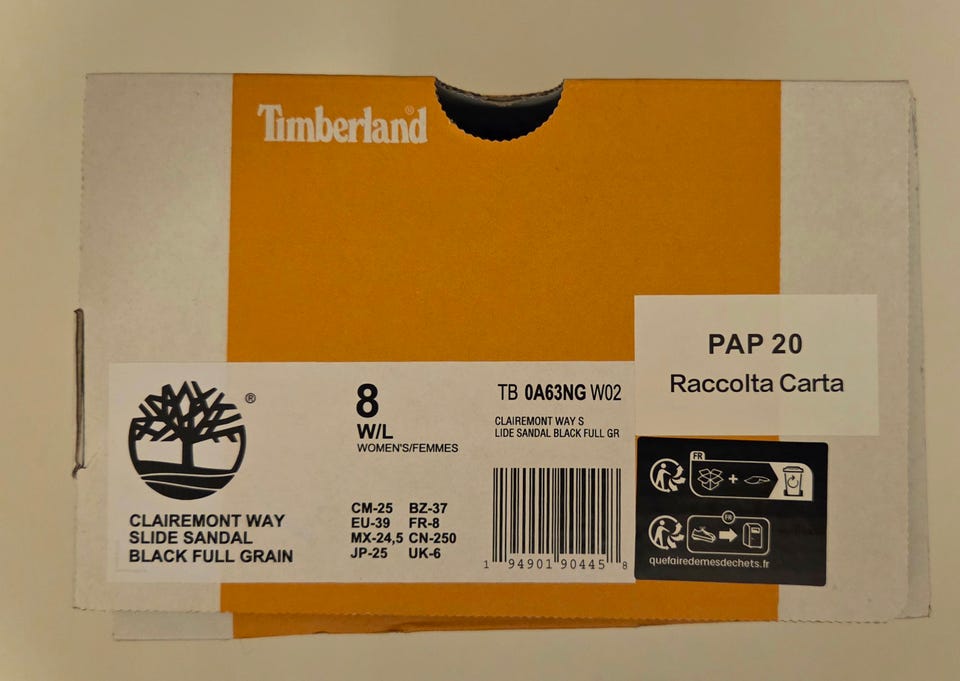 Timberland®
PAP 20
Raccolta Carta
®
8
W/L
WOMEN'S/FEMMES
TB 0A63NG W02
CLAIREMONT WAY S
LIDE SANDAL BLACK FULL GR
CLAIREMONT WAY
SLIDE SANDAL
BLACK FULL GRAIN
CM-25 BZ-37
EU-39 FR-8
MX-24,5 CN-250
JP-25 UK-6
1 94901 90445 8
FR
+
FR
quefairedemesdechets.fr